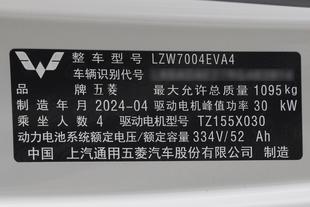 整车型号 LZW7004EVA4
车辆识别代号
品牌 五菱 最大允许总质量 1095kg
制造年月 2024-04 驱动电机峰值功率 30 kW
乘坐人数 4 驱动电机型号 TZ155X030
动力电池系统额定电压/额定容量 334V/52 Ah
中国 上汽通用五菱汽车股份有限公司 制造